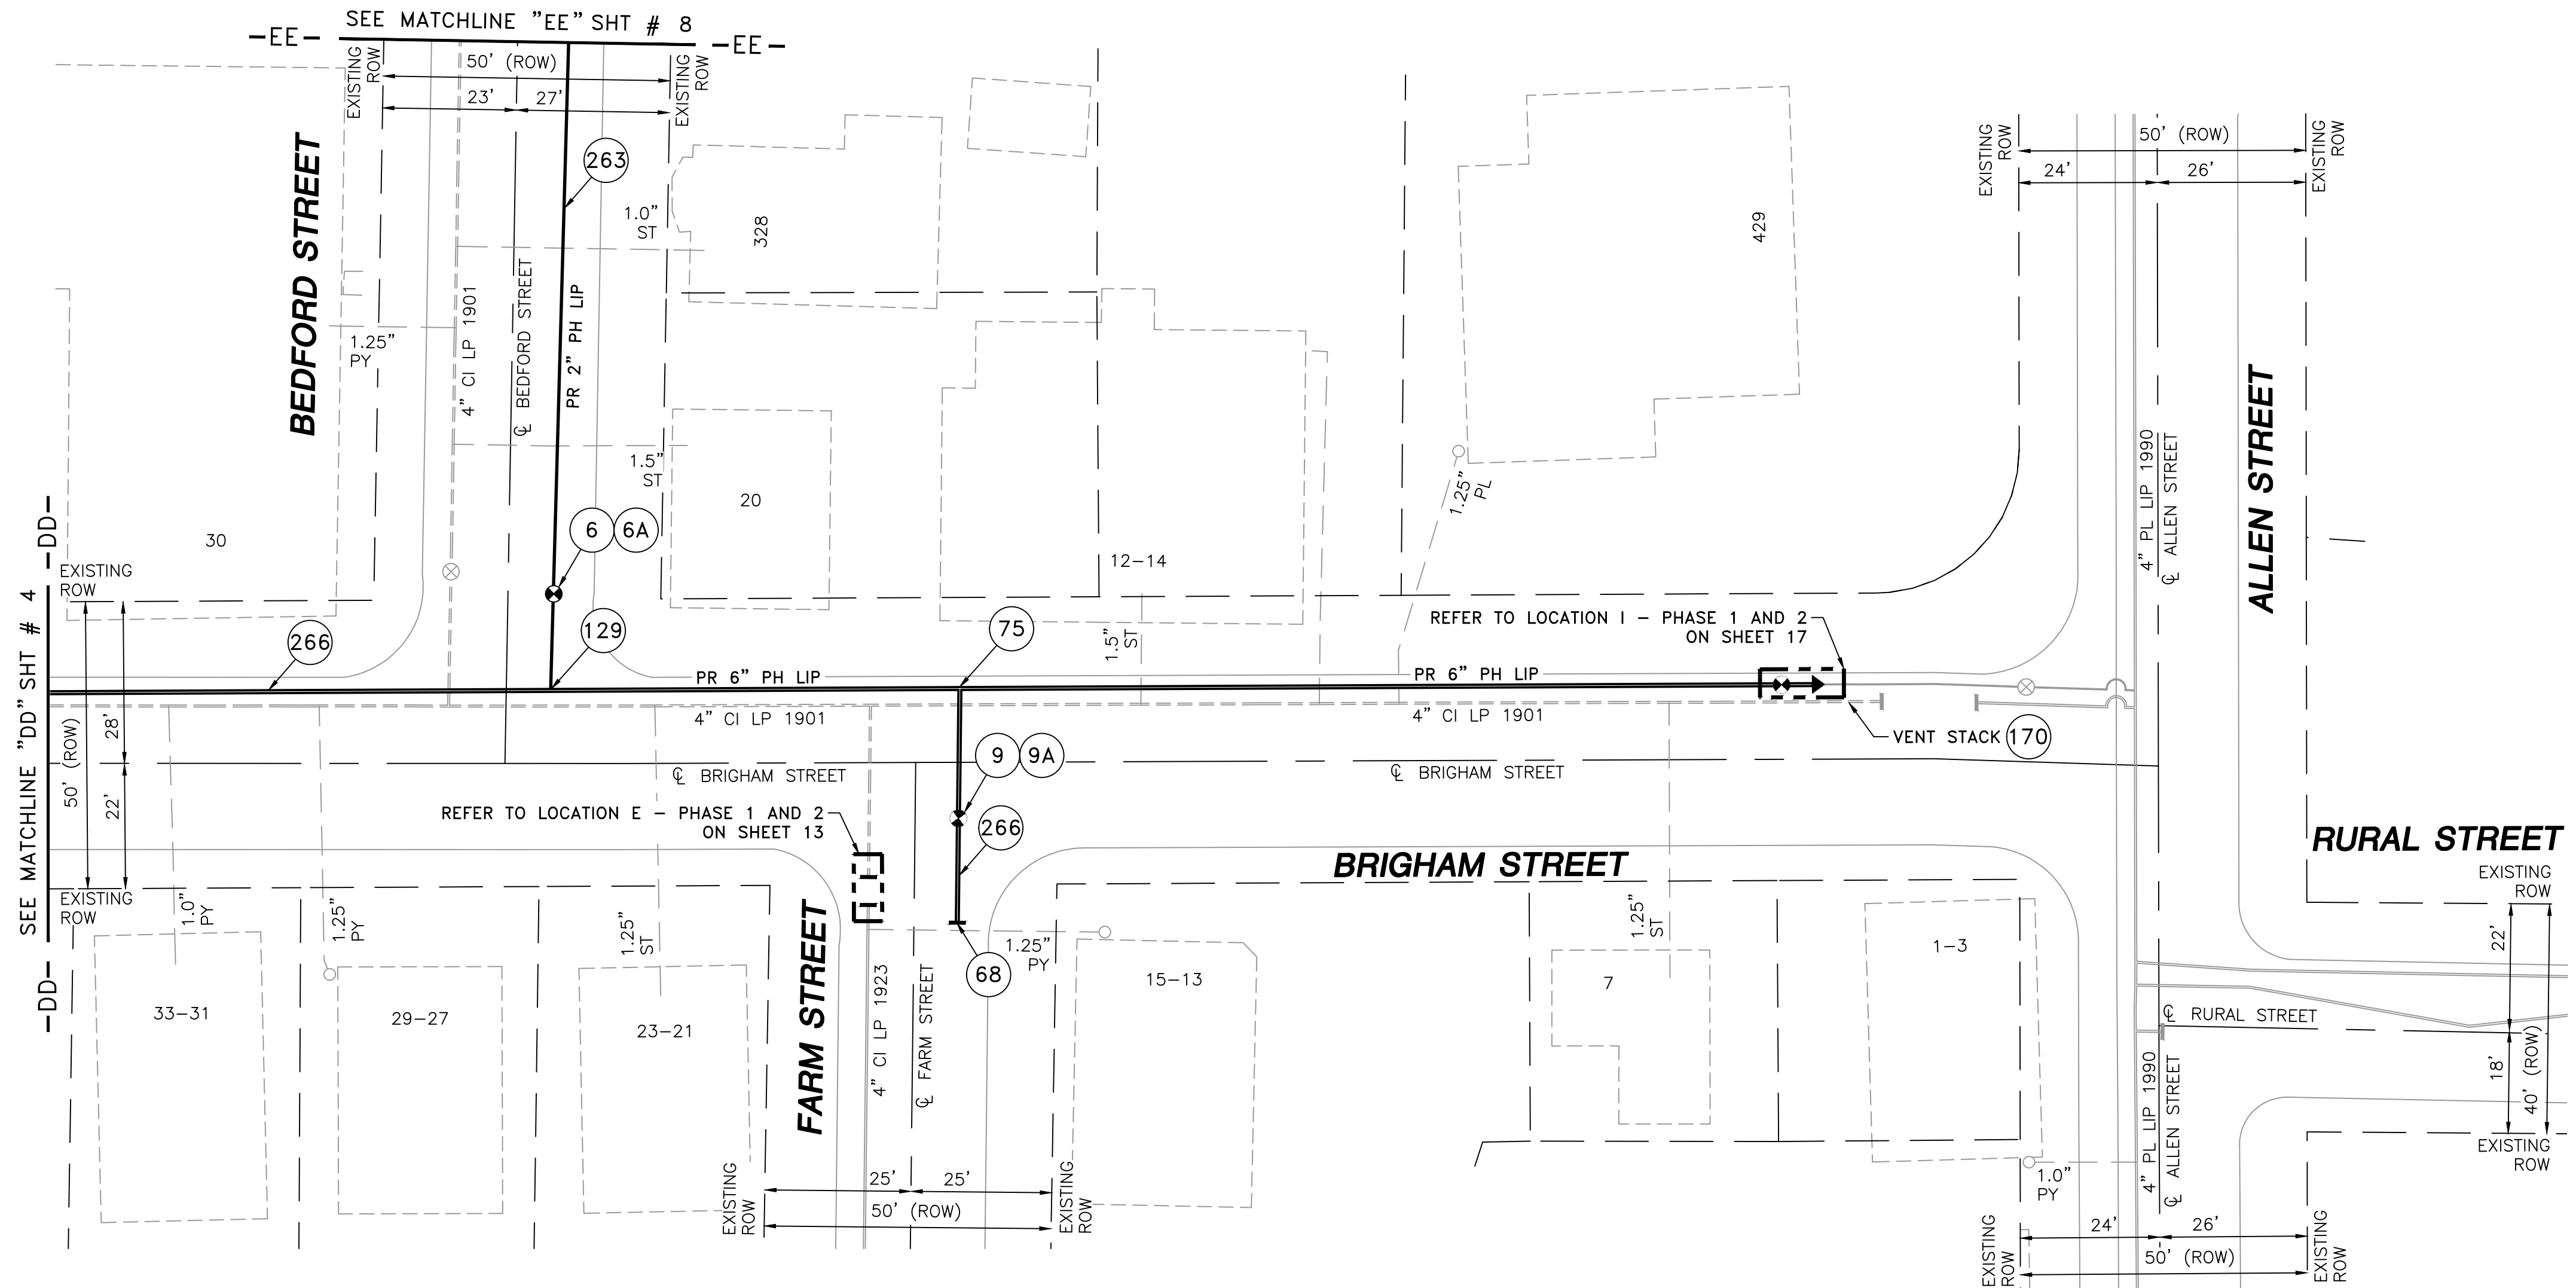 SEE MATCHLINE "EE" SHT # 8
-EE-
-EE-
EXISTING
ROW
50' (ROW)
23'
27'
EXISTING
ROW
BEDFORD STREET
263
1.0"
ST
328
4" CI LP 1901
℄ BEDFORD STREET
PR 2" PH LIP
1.25"
PY
1.5"
ST
20
30
6
6A
129
12-14
429
1.25"
PL
EXISTING
ROW
50' (ROW)
24'
26'
EXISTING
ROW
4" PL LIP 1990
℄ ALLEN STREET
ALLEN STREET
-DD-
SEE MATCHLINE "DD" SHT # 4
-DD-
EXISTING
ROW
266
28'
50' (ROW)
22'
EXISTING
ROW
PR 6" PH LIP
75
1.5"
ST
PR 6" PH LIP
REFER TO LOCATION I - PHASE 1 AND 2
ON SHEET 17
4" CI LP 1901
4" CI LP 1901
VENT STACK
170
℄ BRIGHAM STREET
℄ BRIGHAM STREET
9
9A
266
REFER TO LOCATION E - PHASE 1 AND 2
ON SHEET 13
BRIGHAM STREET
RURAL STREET
EXISTING
ROW
22'
℄ RURAL STREET
18'
40' (ROW)
EXISTING
ROW
1.0"
PY
1.25"
PY
1.25"
ST
33-31
29-27
23-21
FARM STREET
4" CI LP 1923
℄ FARM STREET
68
1.25"
PY
15-13
1.25"
ST
7
1-3
1.0"
PY
4" PL LIP 1990
℄ ALLEN STREET
EXISTING
ROW
25'
25'
50' (ROW)
EXISTING
ROW
EXISTING
ROW
24'
26'
50' (ROW)
EXISTING
ROW